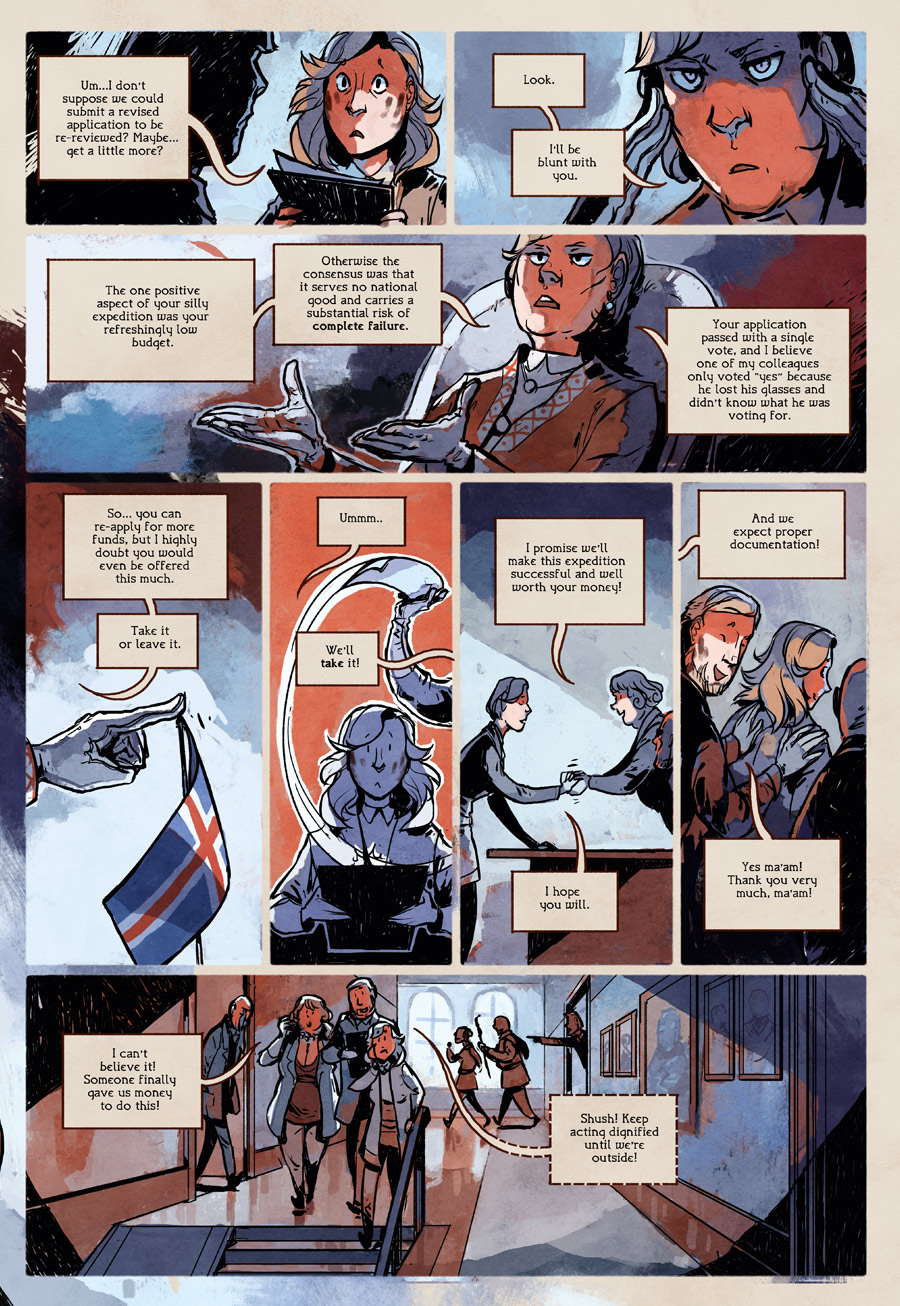 Um...I don't
suppose we could
submit a revised
application to be
re-reviewed? Maybe...
get a little more?
Look.
I'll be
blunt with
you.
The one positive
aspect of your silly
expedition was your
refreshingly low
budget.
Otherwise the
consensus was that
it serves no national
good and carries a
substantial risk of
complete failure.
Your application
passed with a single
vote, and I believe
one of my colleagues
only voted "yes" because
he lost his glasses and
didn't know what he was
voting for.
So... you can
re-apply for more
funds, but I highly
doubt you would
even be offered
this much.
Take it
or leave it.
Ummm..
We'll
take it!
I promise we'll
make this expedition
successful and well
worth your money!
I hope
you will.
And we
expect proper
documentation!
Yes ma'am!
Thank you very
much, ma'am!
I can't
believe it!
Someone finally
gave us money
to do this!
Shush! Keep
acting dignified
until we're
outside!